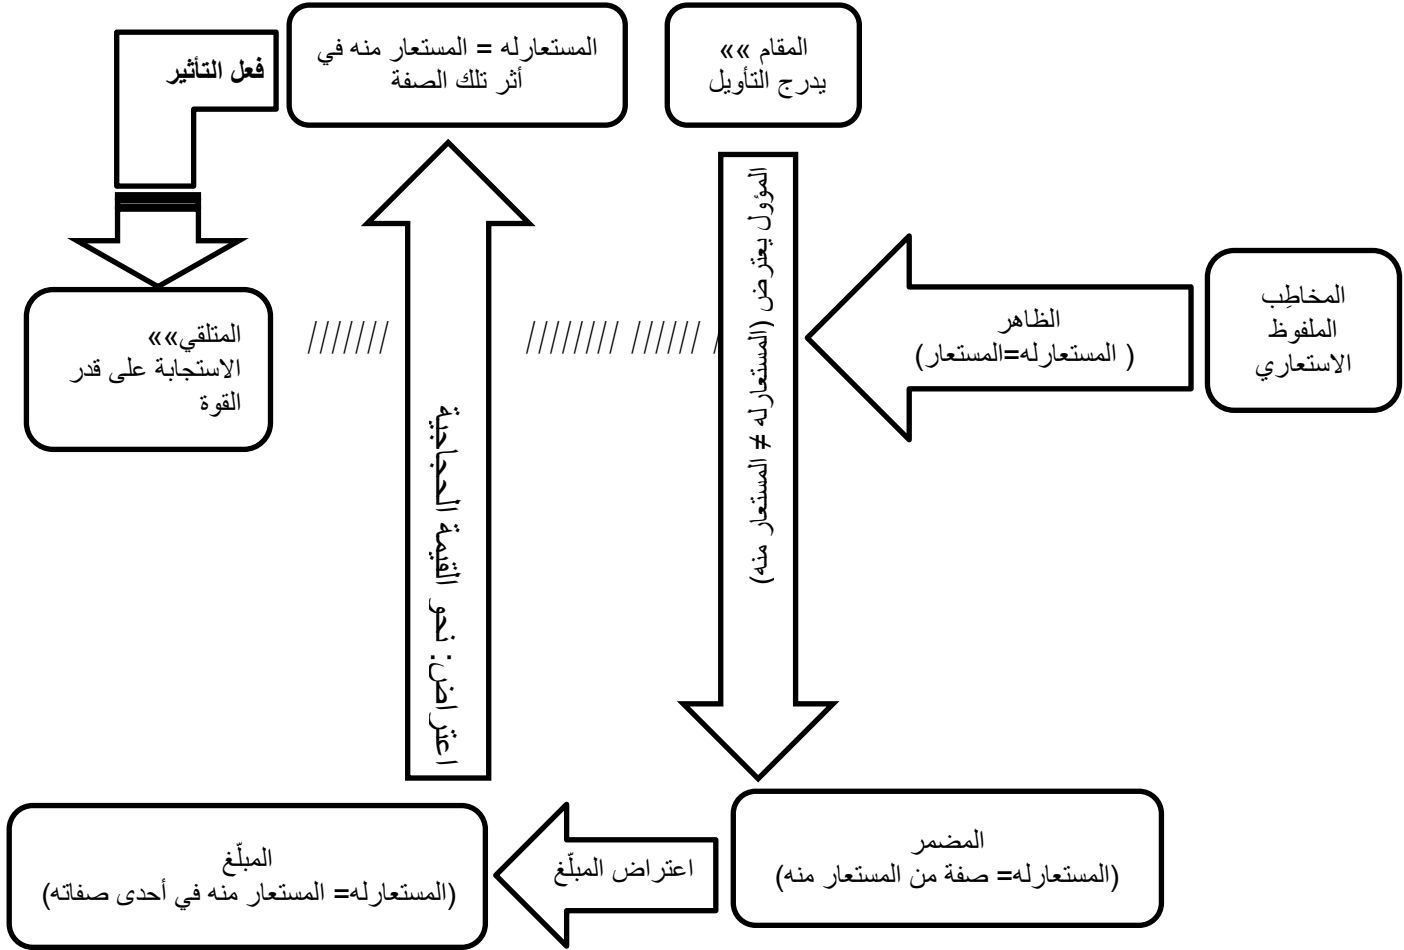 المقام »»
يدرج التأويل
المستعارله = المستعار منه في
أثر تلك الصفة
فعل التأثير
المخاطِب
الملفوظ
الاستعاري
الظاهر
( المستعارله=المستعار)
المؤول يعترض (المستعارله ≠ المستعار منه)
/////// //////// ////// /
المتلقي»»
الاستجابة على قدر
القوة
اعتراض: نحو القيمة الحجاجية
المضمر
(المستعارله= صفة من المستعار منه)
اعتراض المبلّغ
المبلّغ
(المستعارله= المستعار منه في أحدى صفاته)